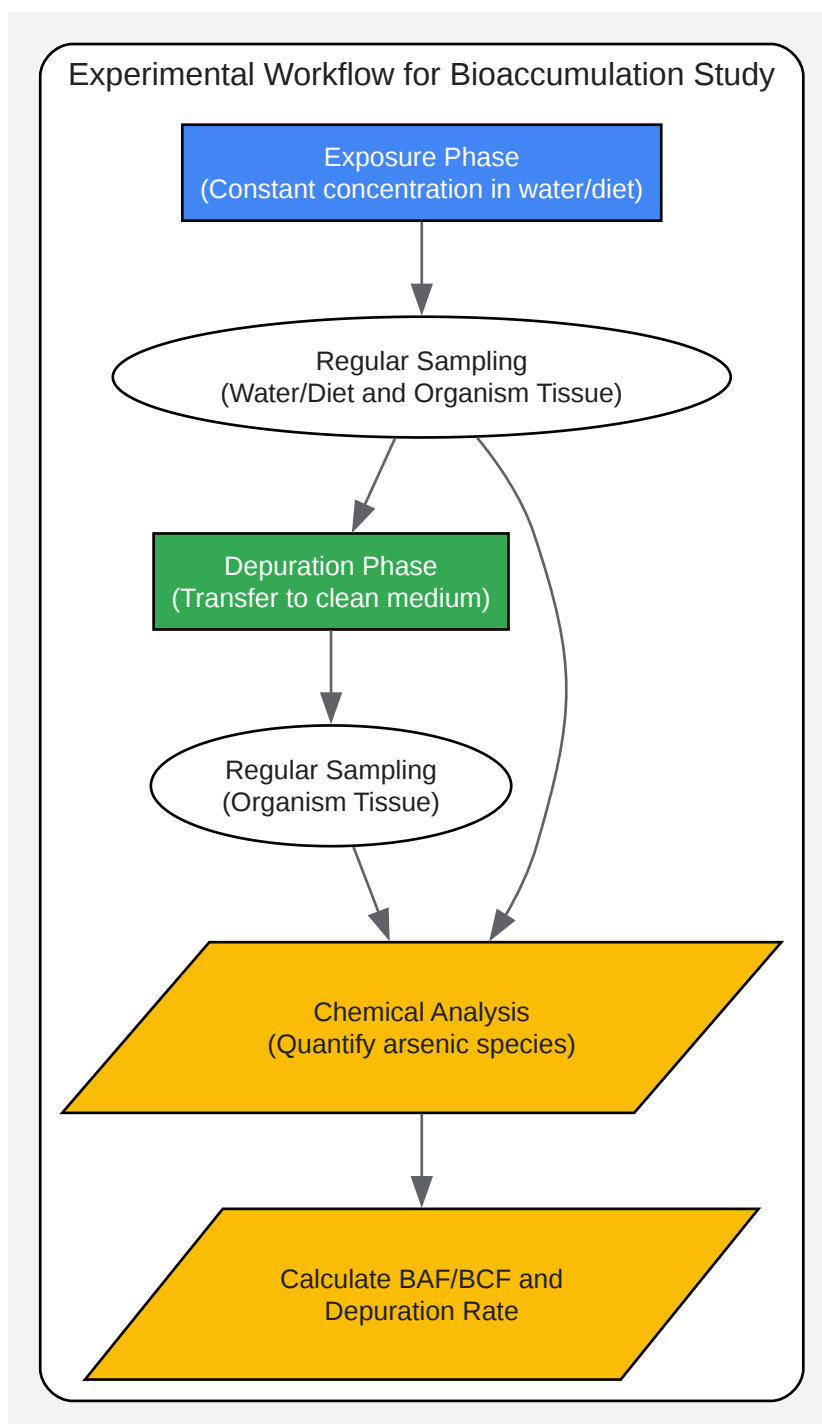 Experimental Workflow for Bioaccumulation Study
Exposure Phase
(Constant concentration in water/diet)
Regular Sampling
(Water/Diet and Organism Tissue)
Depuration Phase
(Transfer to clean medium)
Regular Sampling
(Organism Tissue)
Chemical Analysis
(Quantify arsenic species)
Calculate BAF/BCF and
Depuration Rate